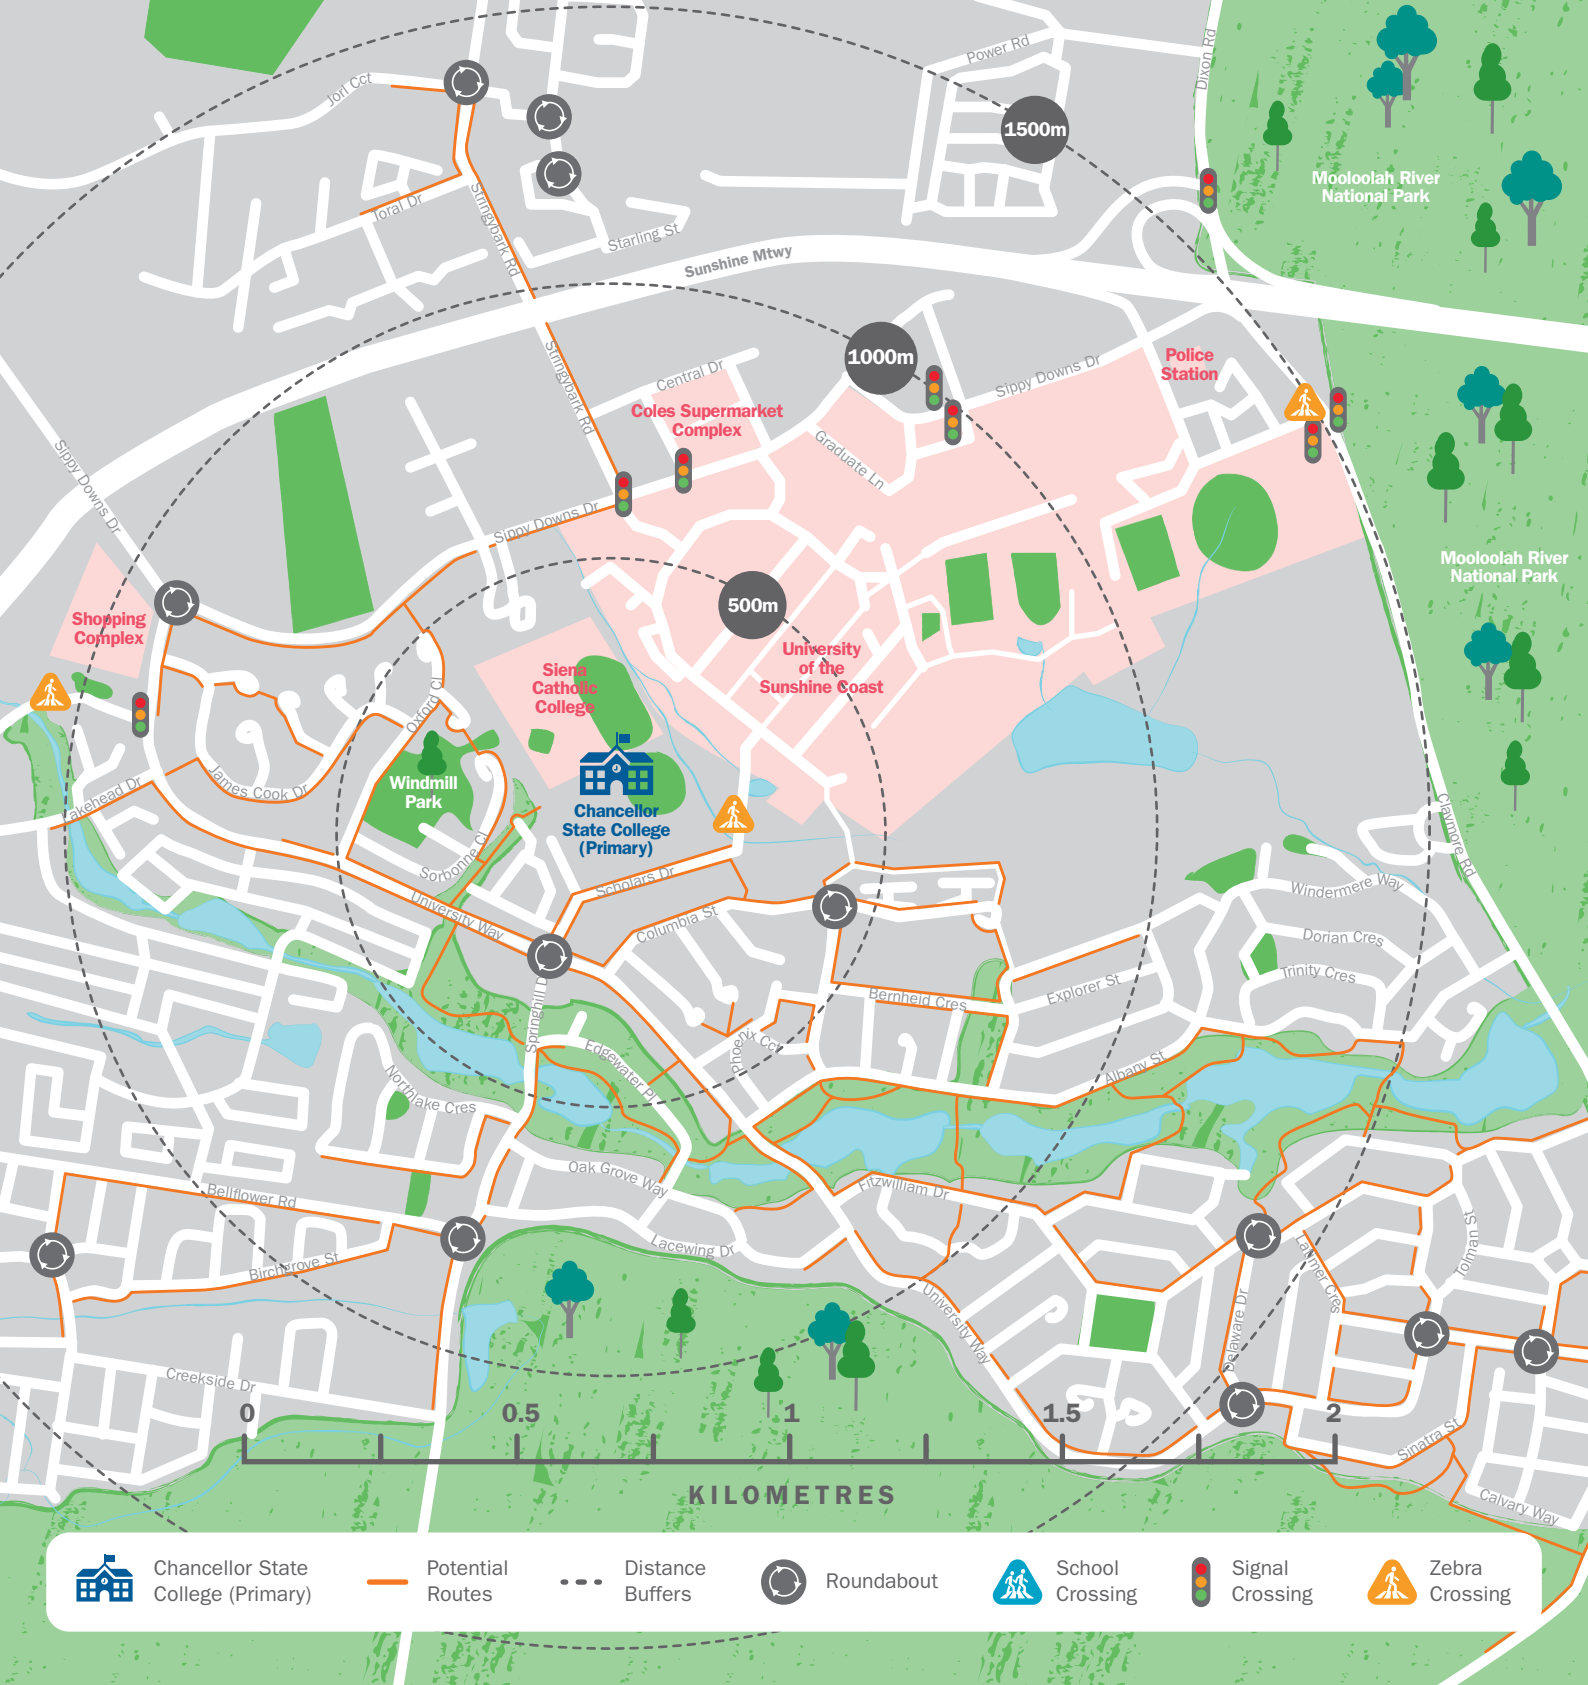 Dixon Rd
Power Rd
Jorl Cct
1500m
Mooloolah River
National Park
Toral Dr
Stringybark Rd
Starling St
Sunshine Mtwy
1000m
Police
Station
Stringybark Rd
Central Dr
Sippy Downs Dr
Coles Supermarket
Complex
Graduate Ln
Sippy Downs Dr
Sippy Downs Dr
Mooloolah River
National Park
500m
Shopping
Complex
University
of the
Sunshine Coast
Siena
Catholic
College
Oxford Cl
Windmill
Park
James Cook Dr
Lakehead Dr
Chancellor
State College
(Primary)
Claymore Rd
Sorbonne Cl
Scholars Dr
Windermere Way
University Way
Columbia St
Dorian Cres
Trinity Cres
Bernheid Cres
Explorer St
Springhill D
Edgewater Pl
Phoenix Cct
Albany St
Northlake Cres
Oak Grove Way
Bellflower Rd
Fitzwilliam Dr
Lacewing Dr
Birchgrove St
Latimer Cres
Tolman St
University Way
Delaware Dr
Creekside Dr
Sinatra St
Calvary Way
0
0.5
1
1.5
2
KILOMETRES
Chancellor State
College (Primary)
Potential
Routes
Distance
Buffers
Roundabout
School
Crossing
Signal
Crossing
Zebra
Crossing